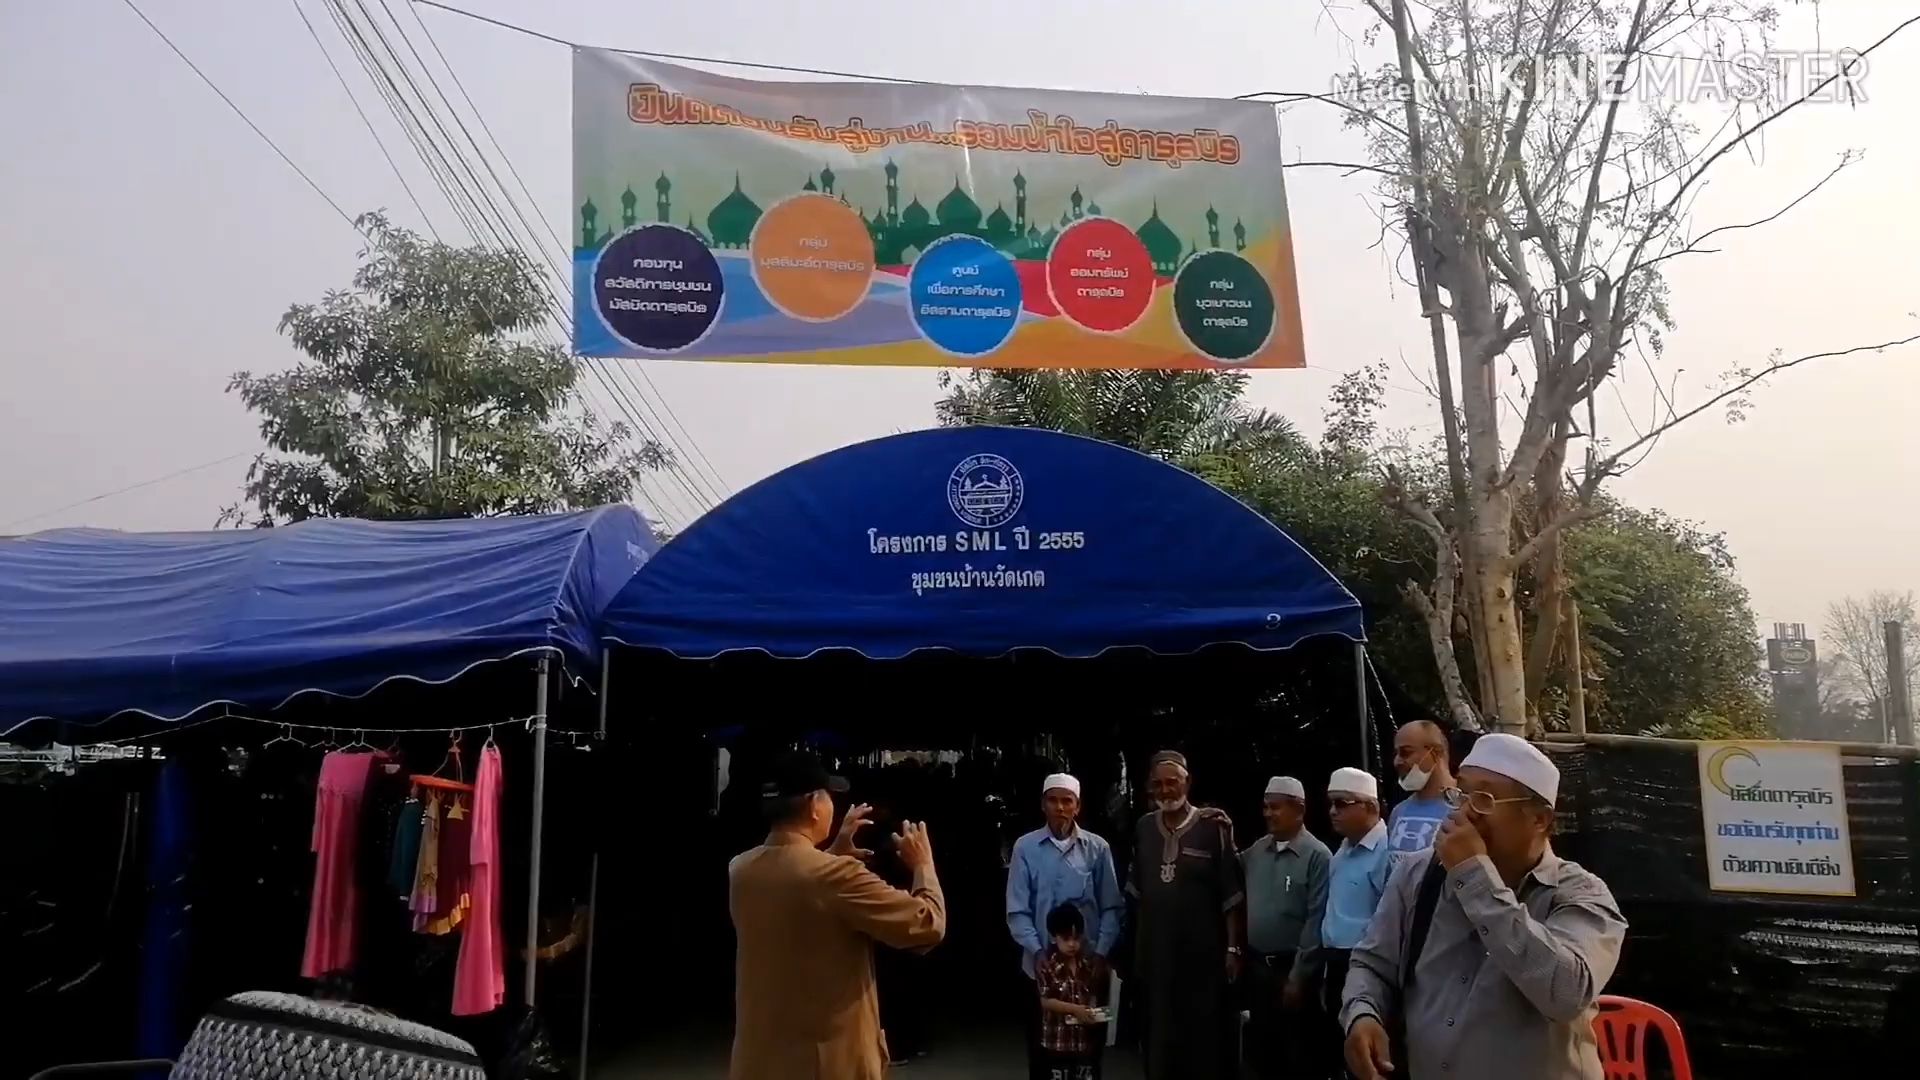 Made with KINEMASTER
ยินดีต้อนรับสู่งาน...รวมน้ำใจสู่ดารุลบิร
กองทุน
สวัสดิการชุมชน
มัสยิดดารุลบิร
กลุ่ม
มุสลิมะฮ์ดารุลบิร
ศูนย์
เพื่อการศึกษา
อิสลามดารุลบิร
กลุ่ม
ออมทรัพย์
ดารุลบิร
กลุ่ม
ยุวเยาวชน
ดารุลบิร
โครงการ SML ปี 2555
ชุมชนบ้านวัดเกต
มัสยิดดารุลบิร
ขอต้อนรับทุกท่าน
ด้วยความยินดียิ่ง